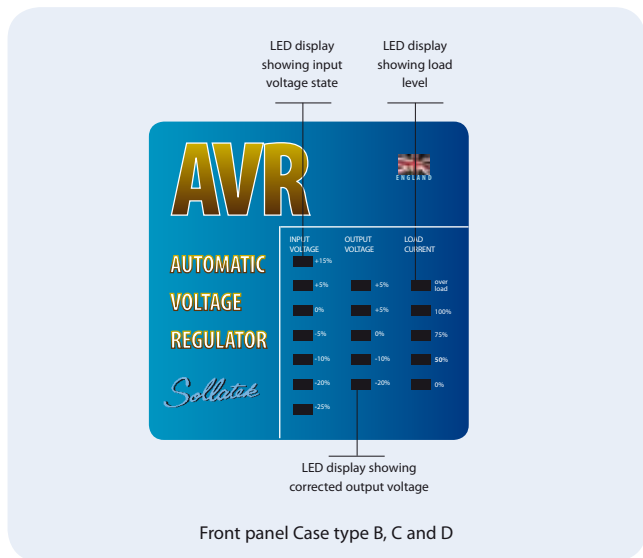 LED display
showing input
voltage state
LED display
showing load
level
AVR
ENGLAND
AUTOMATIC
VOLTAGE
REGULATOR
Sollatek
INPUT
VOLTAGE
+15%
+5%
0%
-5%
-10%
-20%
-25%
OUTPUT
VOLTAGE
+5%
+5%
0%
-10%
-20%
LOAD
CURRENT
over
load
100%
75%
50%
0%
LED display showing
corrected output voltage
Front panel Case type B, C and D